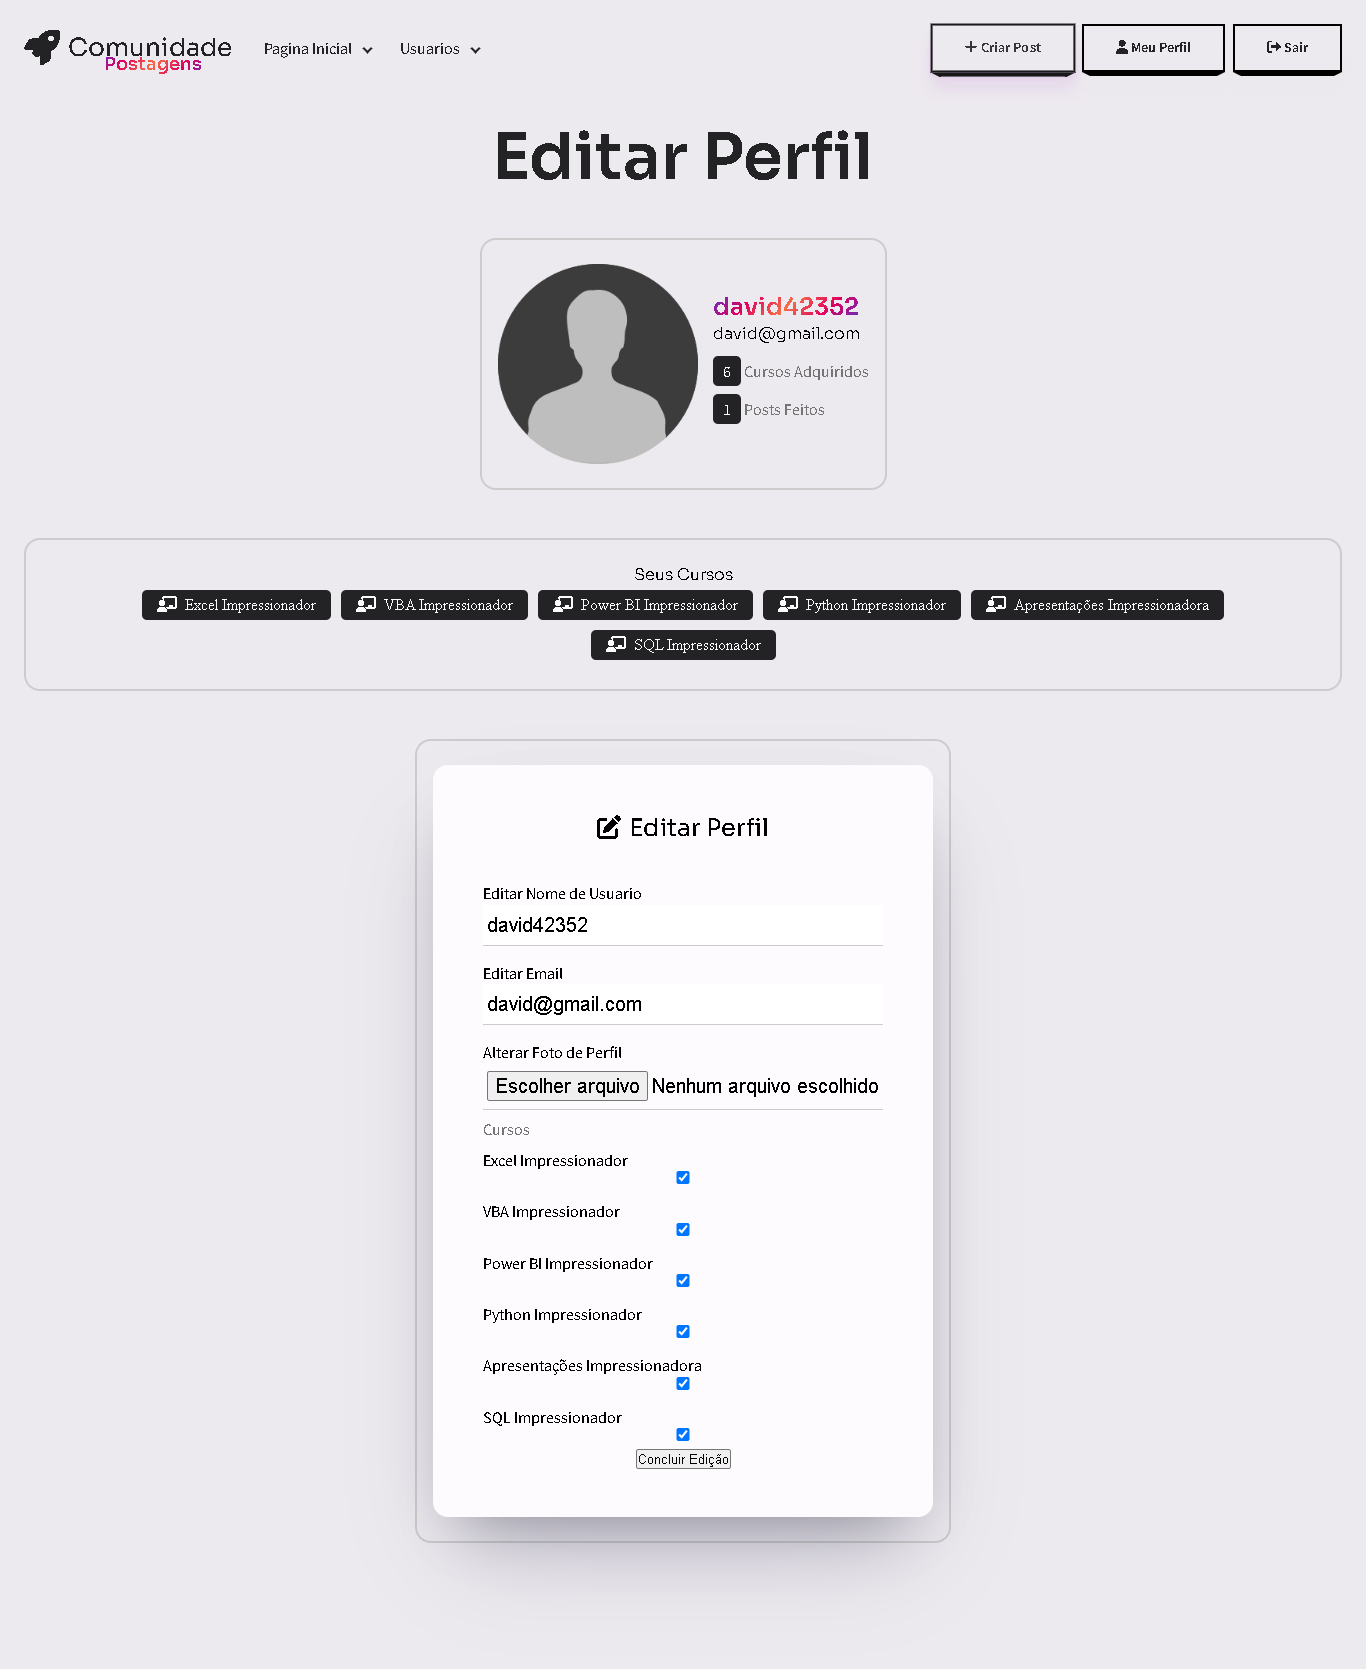 Comunidade
Postagens
Pagina Inicial
Usuarios
Criar Post
Meu Perfil
Sair
Editar Perfil
david42352
david@gmail.com
6 Cursos Adquiridos
1 Posts Feitos
Seus Cursos
Excel Impressionador
VBA Impressionador
Power BI Impressionador
Python Impressionador
Apresentações Impressionadora
SQL Impressionador
Editar Perfil
Editar Nome de Usuario
david42352
Editar Email
david@gmail.com
Alterar Foto de Perfil
Escolher arquivo Nenhum arquivo escolhido
Cursos
Excel Impressionador
VBA Impressionador
Power BI Impressionador
Python Impressionador
Apresentações Impressionadora
SQL Impressionador
Concluir Edição